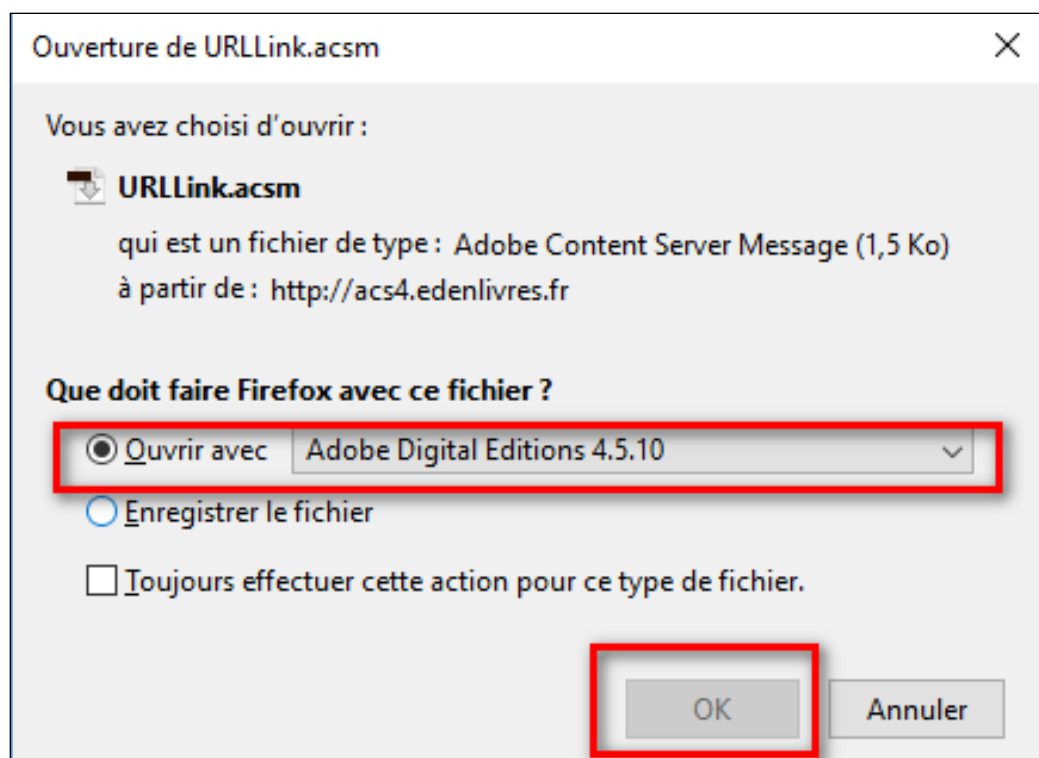 Ouverture de URLLink.acsm
Vous avez choisi d'ouvrir :
URLLink.acsm
qui est un fichier de type : Adobe Content Server Message (1,5 Ko)
à partir de : http://acs4.edenlivres.fr
Que doit faire Firefox avec ce fichier ?
Ouvrir avec Adobe Digital Editions 4.5.10
Enregistrer le fichier
Toujours effectuer cette action pour ce type de fichier.
OK Annuler